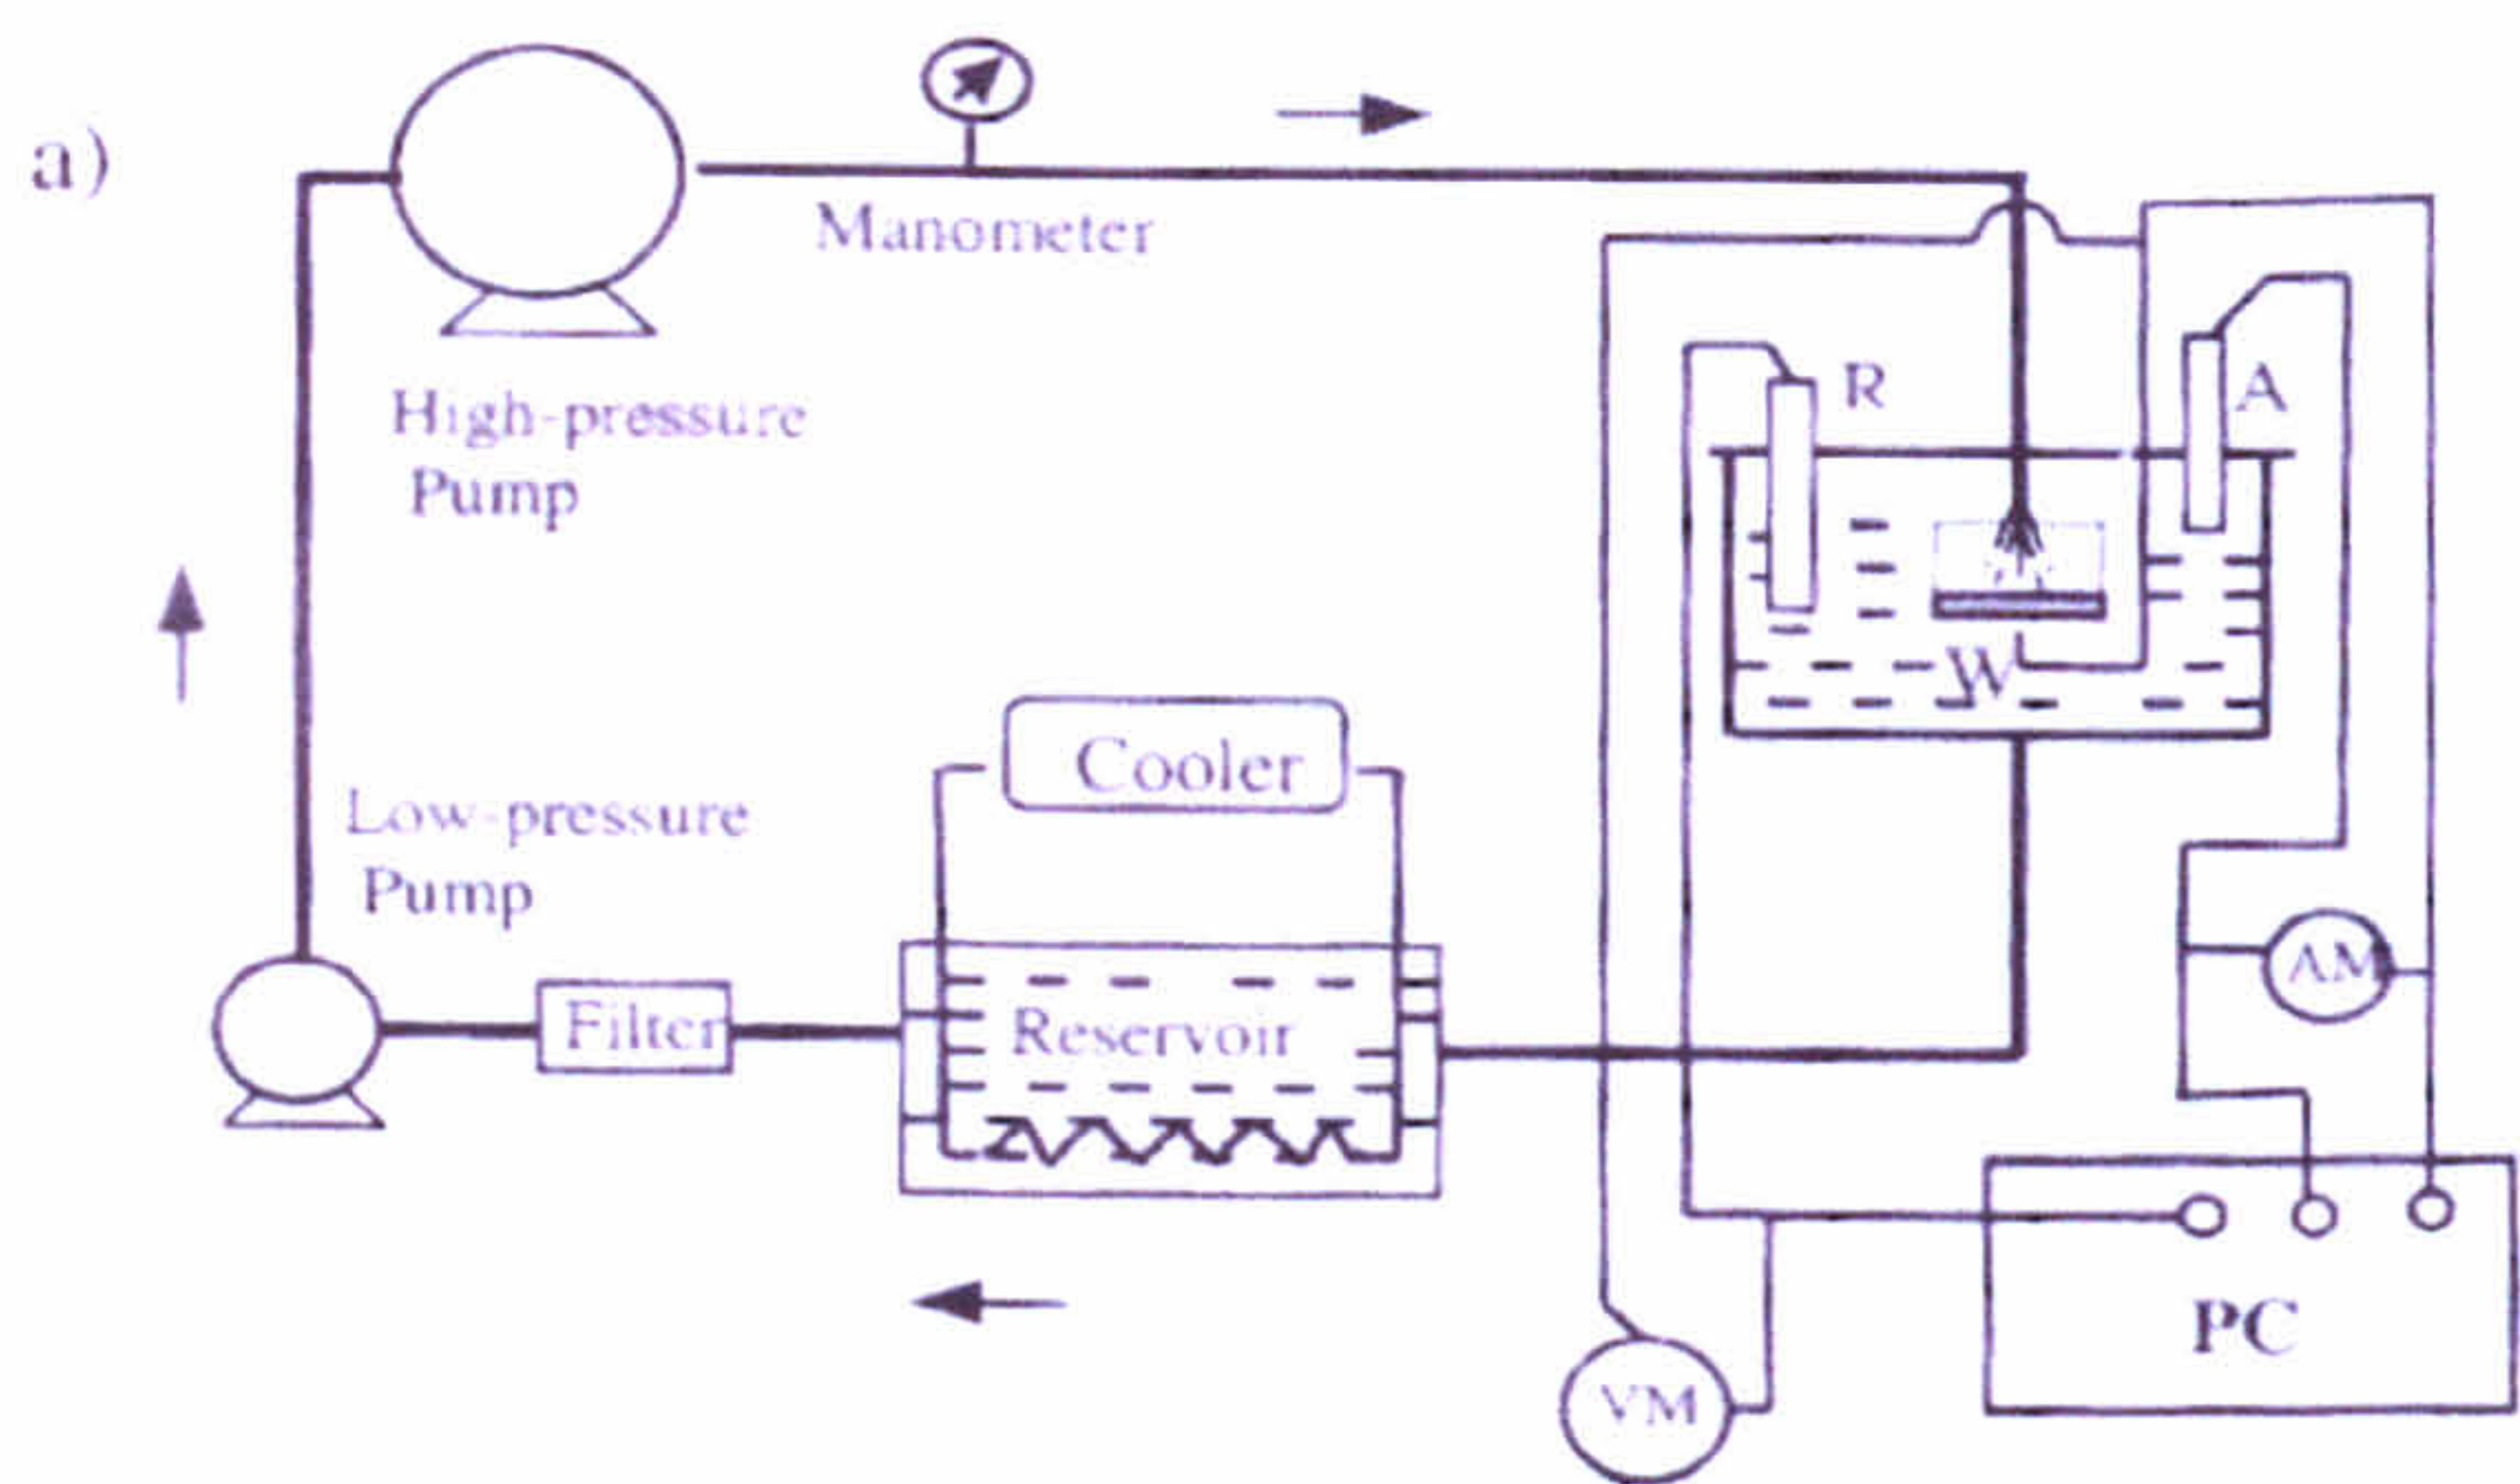 a)
Manometer
High-pressure
Pump
R
A
W
Cooler
Low-pressure
Pump
Filter
Reservoir
AM
PC
VM